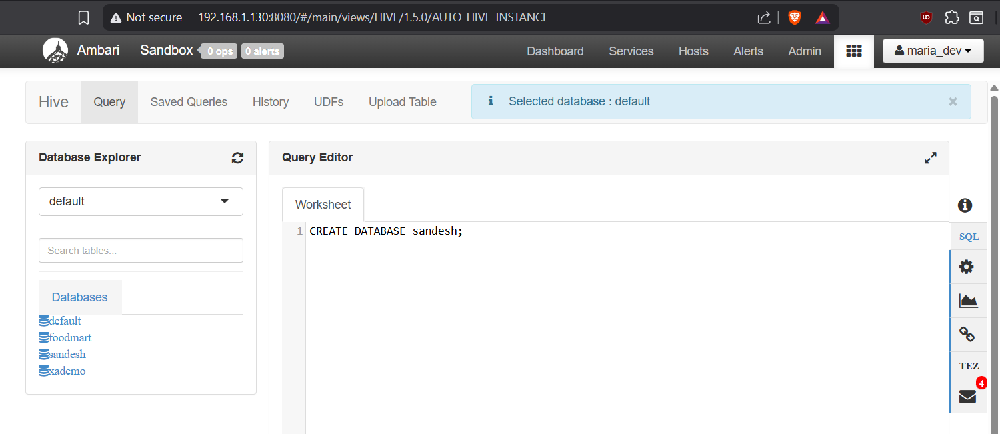 Not secure 192.168.1.130:8080/#/main/views/HIVE/1.5.0/AUTO_HIVE_INSTANCE
Ambari Sandbox 0 ops 0 alerts Dashboard Services Hosts Alerts Admin maria_dev
Hive Query Saved Queries History UDFs Upload Table
Selected database : default
Database Explorer
default
Search tables...
Databases
default
foodmart
sandesh
xademo
Query Editor
Worksheet
1 CREATE DATABASE sandesh;
SQL
TEZ
4